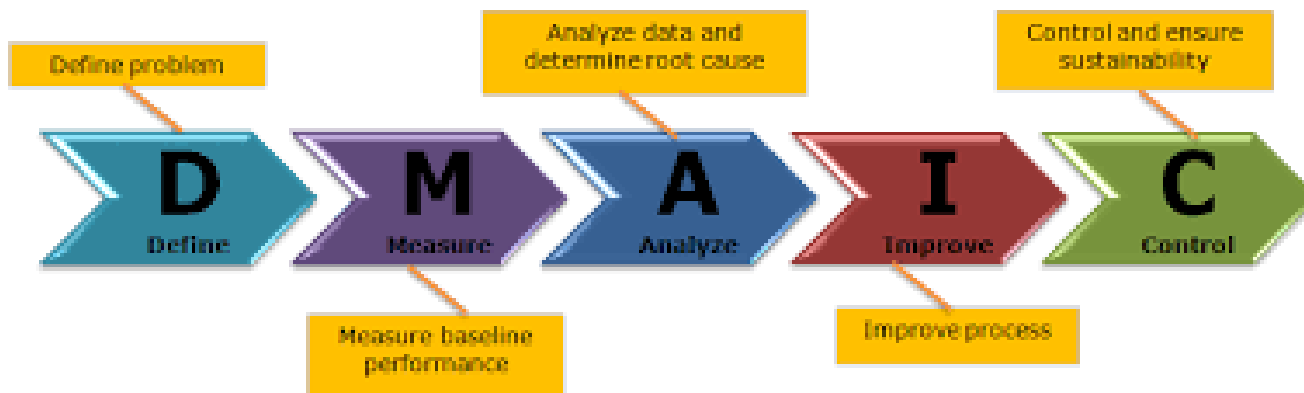 Define problem
Analyze data and
determine root cause
Control and ensure
sustainability
D
Define
M
Measure
A
Analyze
I
Improve
C
Control
Measure baseline
performance
Improve process